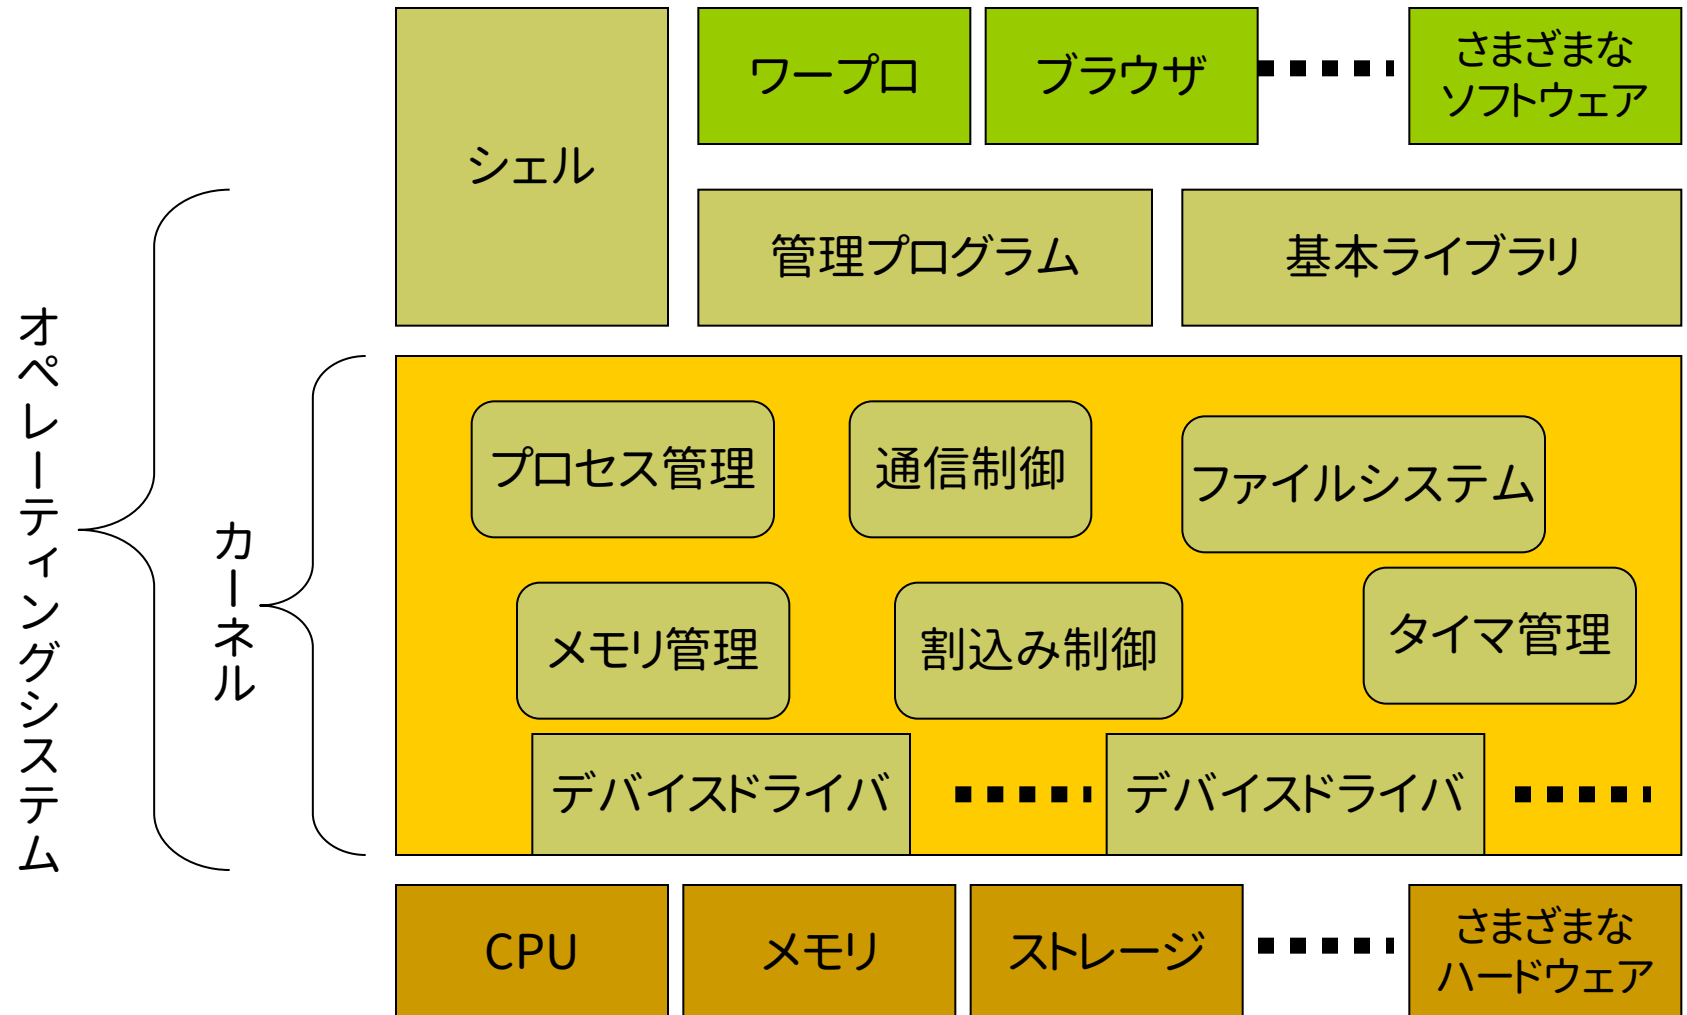 シェル
ワープロ
ブラウザ
さまざまな
ソフトウェア
管理プログラム
基本ライブラリ
オペレーティングシステム
カーネル
プロセス管理
通信制御
ファイルシステム
メモリ管理
割込み制御
タイマ管理
デバイスドライバ
デバイスドライバ
CPU
メモリ
ストレージ
さまざまな
ハードウェア